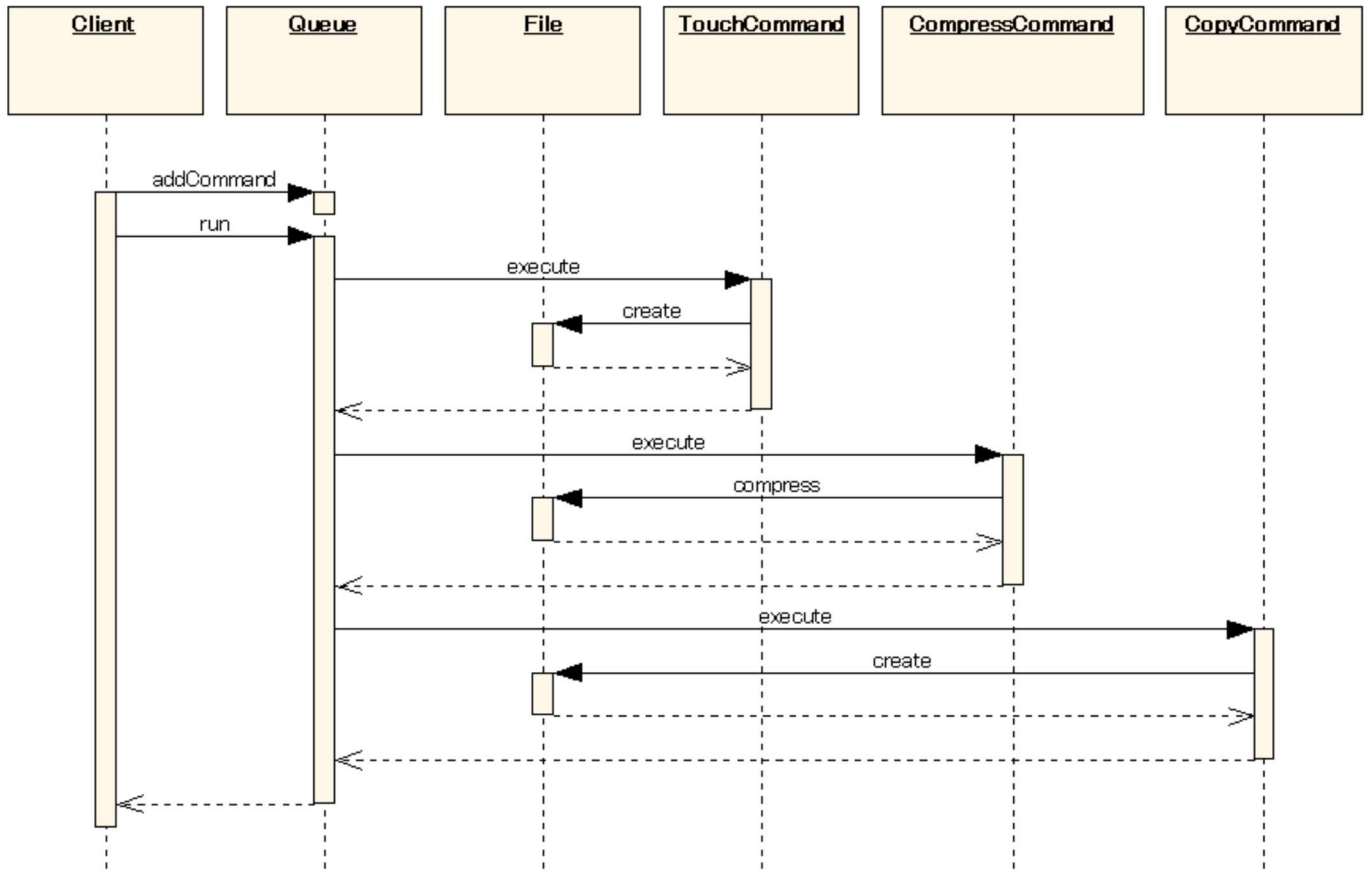 Client
Queue
File
TouchCommand
CompressCommand
CopyCommand
addCommand
run
execute
create
execute
compress
execute
create